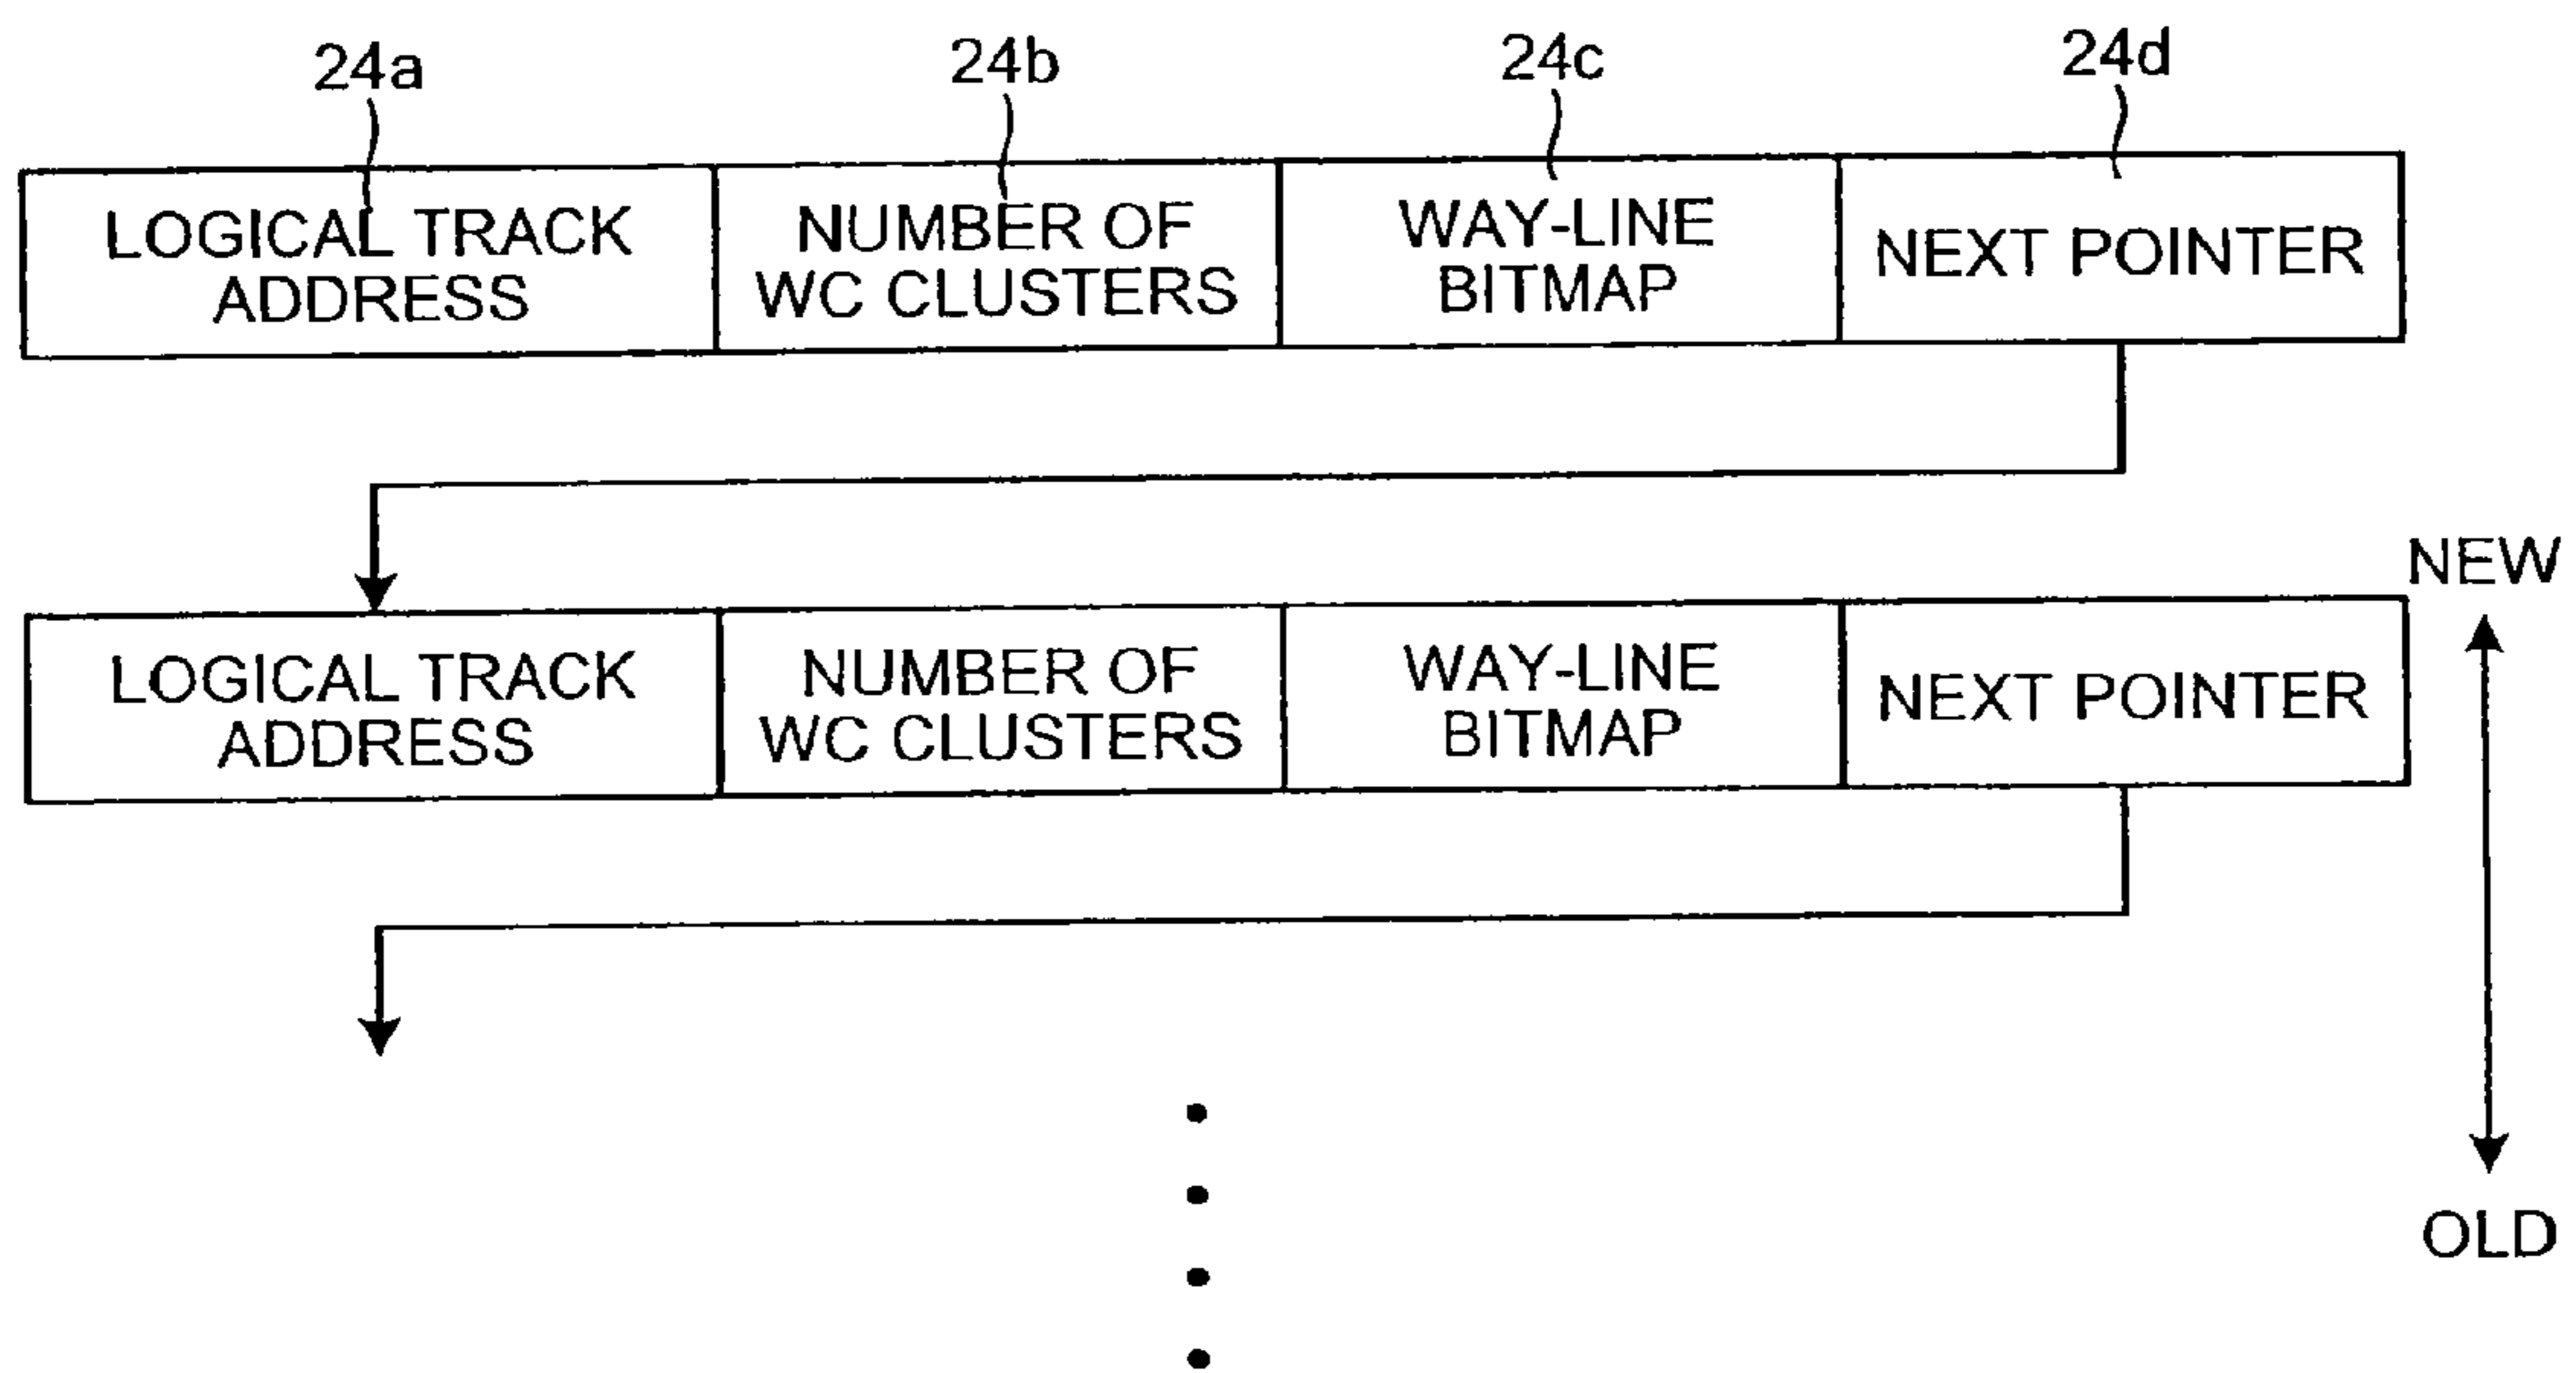 24a
24b
24c
24d
LOGICAL TRACK
ADDRESS
NUMBER OF
WC CLUSTERS
WAY-LINE
BITMAP
NEXT POINTER
NEW
LOGICAL TRACK
ADDRESS
NUMBER OF
WC CLUSTERS
WAY-LINE
BITMAP
NEXT POINTER
OLD